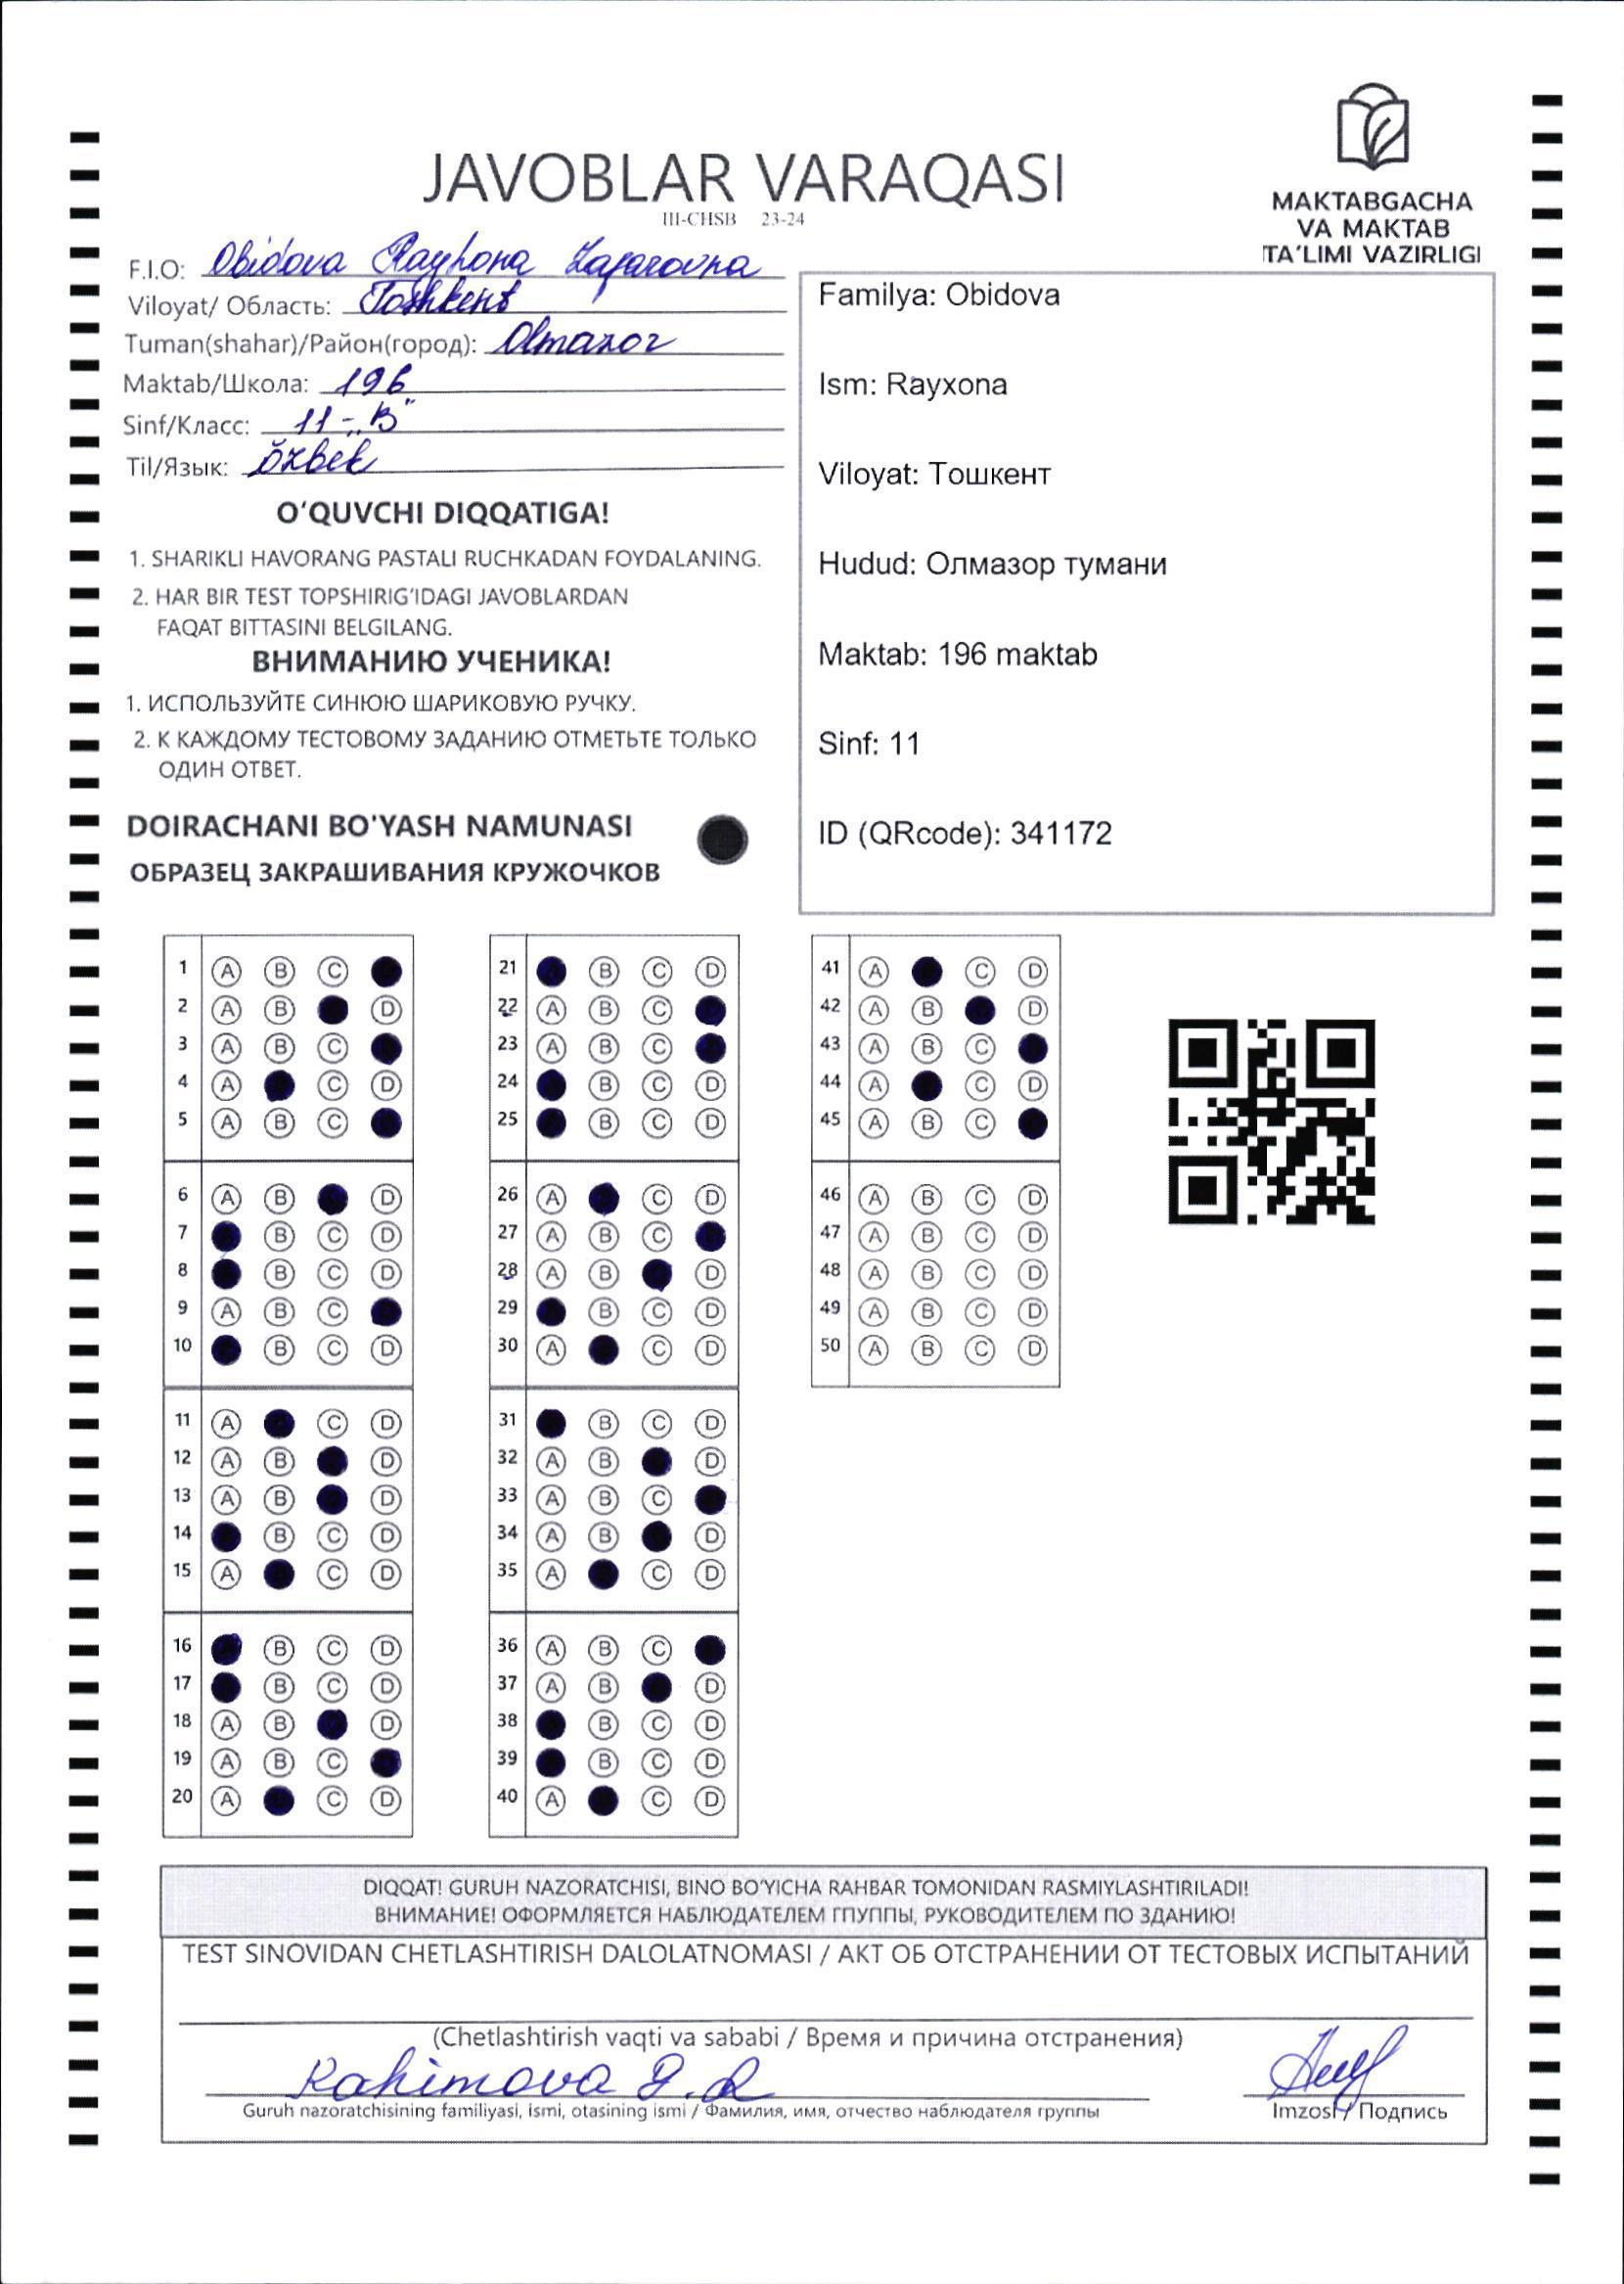 MAKTABGACHA
VA MAKTAB
TA'LIMI VAZIRLIGI
JAVOBLAR VARAQASI
III-CHSB 23-24
F.I.O: Obidova Rayhona Zafarovna
Viloyat/ Область: Toshkent
Tuman(shahar)/Район(город): Olmazor
Maktab/Школа: 196
Sinf/Класс: 11-„B"
Til/Язык: õzbek
O'QUVCHI DIQQATIGA!
1. SHARIKLI HAVORANG PASTALI RUCHKADAN FOYDALANING.
2. HAR BIR TEST TOPSHIRIG'IDAGI JAVOBLARDAN
FAQAT BITTASINI BELGILANG.
ВНИМАНИЮ УЧЕНИКА!
1. ИСПОЛЬЗУЙТЕ СИНЮЮ ШАРИКОВУЮ РУЧКУ.
2. К КАЖДОМУ ТЕСТОВОМУ ЗАДАНИЮ ОТМЕТЬТЕ ТОЛЬКО
ОДИН ОТВЕТ.
DOIRACHANI BO'YASH NAMUNASI
ОБРАЗЕЦ ЗАКРАШИВАНИЯ КРУЖОЧКОВ
Familya: Obidova
Ism: Rayxona
Viloyat: Тошкент
Hudud: Олмазор тумани
Maktab: 196 maktab
Sinf: 11
ID (QRcode): 341172
1 A B C
2 A B D
3 A B C
4 A C D
5 A B C
6 A B D
7 B C D
8 B C D
9 A B C
10 B C D
11 A C D
12 A B D
13 A B D
14 B C D
15 A C D
16 B C D
17 B C D
18 A B D
19 A B C
20 A C D
21 B C D
22 A B C
23 A B C
24 B C D
25 B C D
26 A C D
27 A B C
28 A B D
29 B C D
30 A C D
31 B C D
32 A B D
33 A B C
34 A B D
35 A C D
36 A B C
37 A B D
38 B C D
39 B C D
40 A C D
41 A C D
42 A B D
43 A B C
44 A C D
45 A B C
46 A B C D
47 A B C D
48 A B C D
49 A B C D
50 A B C D
DIQQAT! GURUH NAZORATCHISI, BINO BO'YICHA RAHBAR TOMONIDAN RASMIYLASHTIRILADI!
ВНИМАНИЕ! ОФОРМЛЯЕТСЯ НАБЛЮДАТЕЛЕМ ГПУППЫ, РУКОВОДИТЕЛЕМ ПО ЗДАНИЮ!
TEST SINOVIDAN CHETLASHTIRISH DALOLATNOMASI / АКТ ОБ ОТСТРАНЕНИИ ОТ ТЕСТОВЫХ ИСПЫТАНИЙ
(Chetlashtirish vaqti va sababi / Время и причина отстранения)
Rahimova
Guruh nazoratchisining familiyasi, ismi, otasining ismi / Фамилия, имя, отчество наблюдателя группы
Imzosi / Подпись